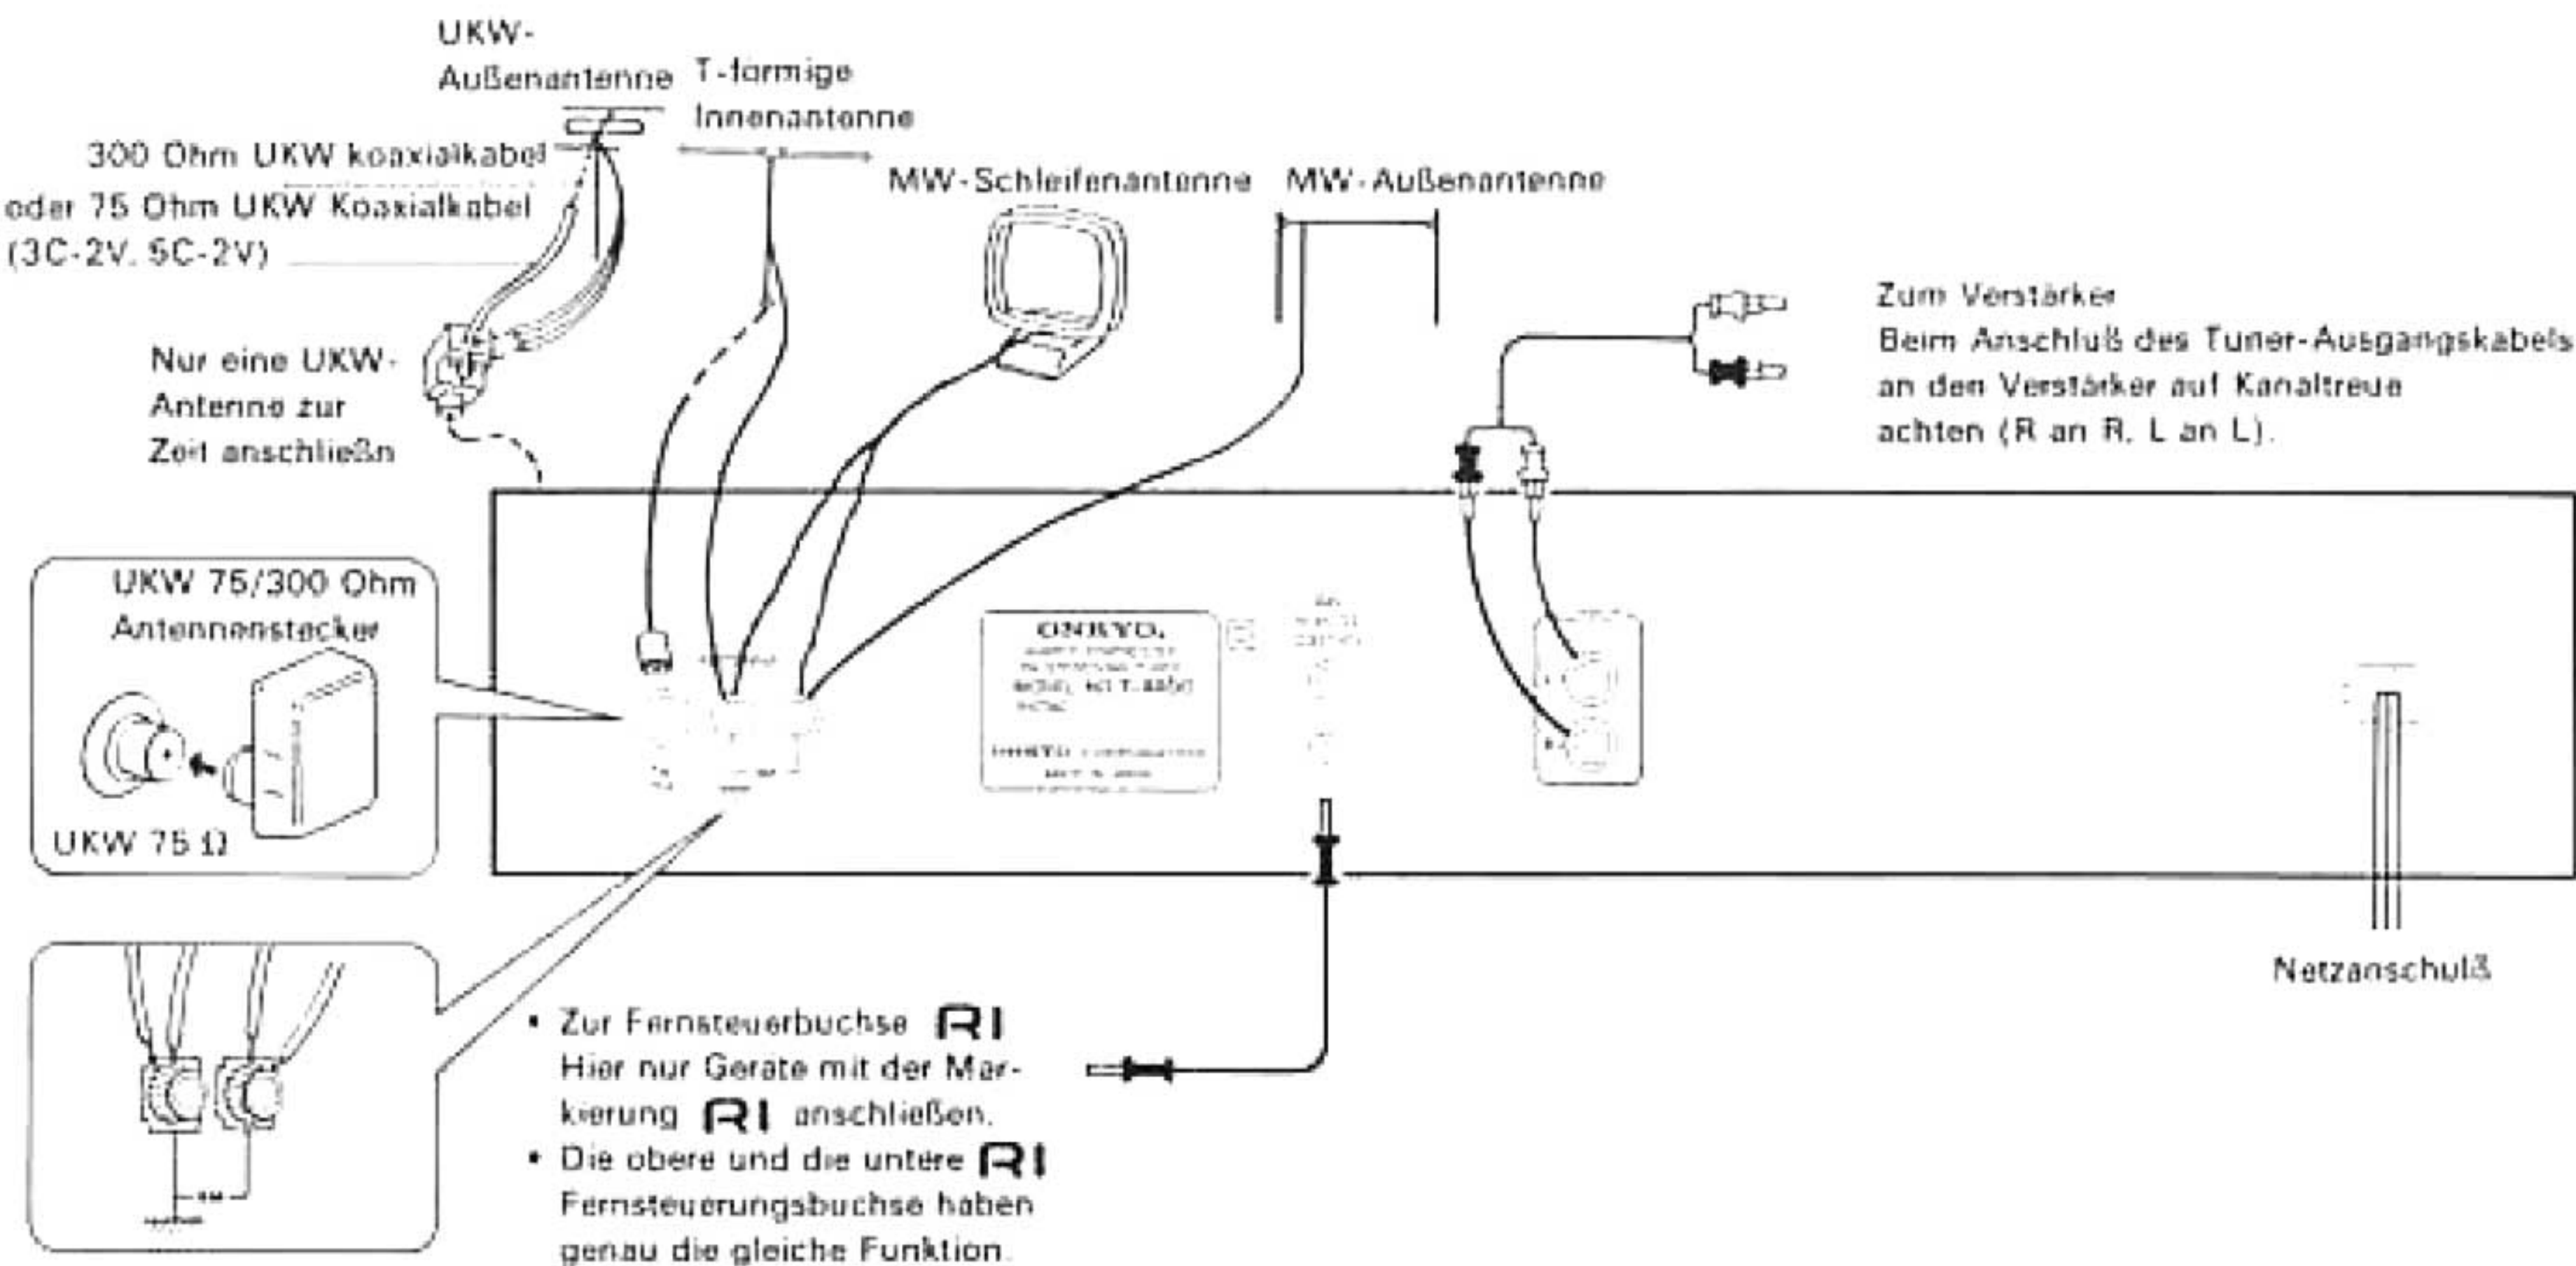 UKW-
Außenantenne
T-förmige
Innenantenne
300 Ohm UKW koaxialkabel
oder 75 Ohm UKW Koaxialkabel
(3C-2V, 5C-2V)
MW-Schleifenantenne
MW-Außenantenne
Nur eine UKW-
Antenne zur
Zeit anschließn
Zum Verstärker
Beim Anschluß des Tuner-Ausgangskabels
an den Verstärker auf Kanaltreue
achten (R an R, L an L).
UKW 75/300 Ohm
Antennenstecker
UKW 75 Ω
ONKYO
Netzanschulß
• Zur Fernsteuerbuchse RI
Hier nur Geräte mit der Mar-
kierung RI anschließen.
• Die obere und die untere RI
Fernsteuerungsbuchse haben
genau die gleiche Funktion.